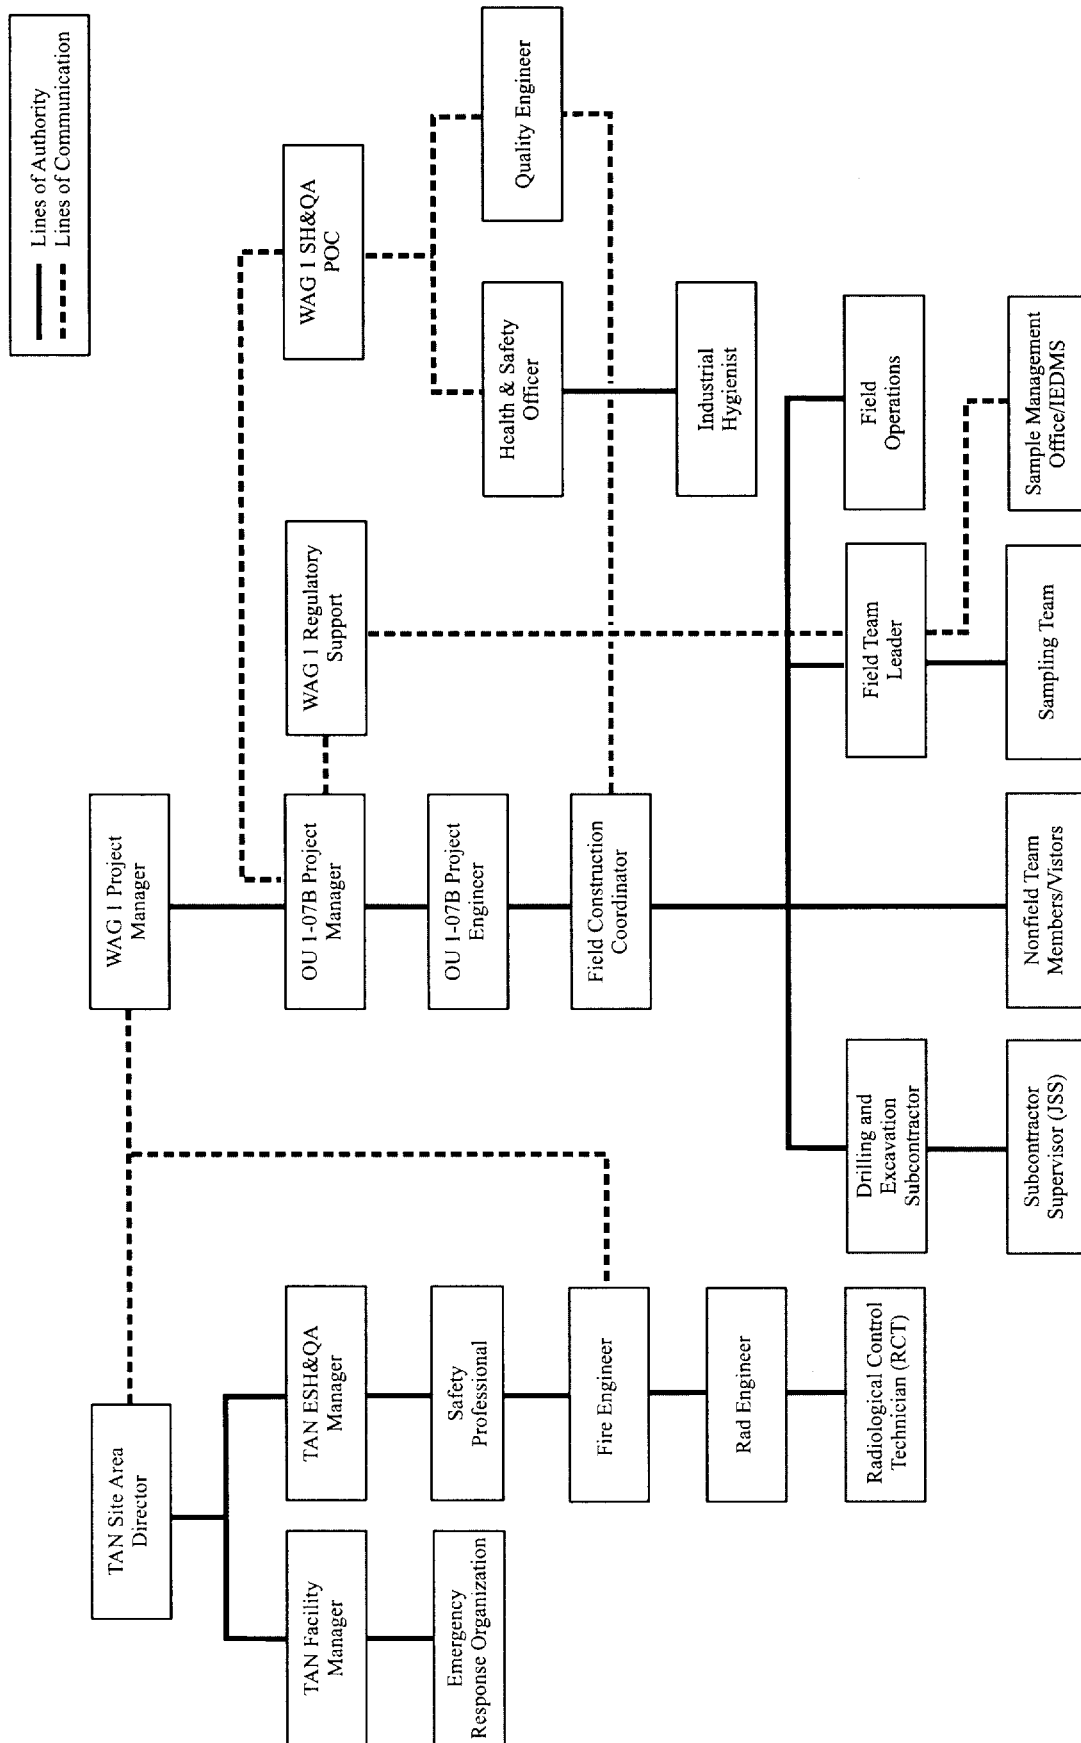 Lines of Authority
Lines of Communication
TAN Site Area
Director
WAG 1 Project
Manager
TAN Facility
Manager
TAN ESH&QA
Manager
OU 1-07B Project
Manager
WAG 1 Regulatory
Support
WAG 1 SH&QA
POC
Emergency
Response Organization
Safety
Professional
OU 1-07B Project
Engineer
Health & Safety
Officer
Quality Engineer
Fire Engineer
Field Construction
Coordinator
Industrial
Hygienist
Rad Engineer
Radiological Control
Technician (RCT)
Drilling and
Excavation
Subcontractor
Field Team
Leader
Field
Operations
Subcontractor
Supervisor (JSS)
Nonfield Team
Members/Vistors
Sampling Team
Sample Management
Office/IEDMS